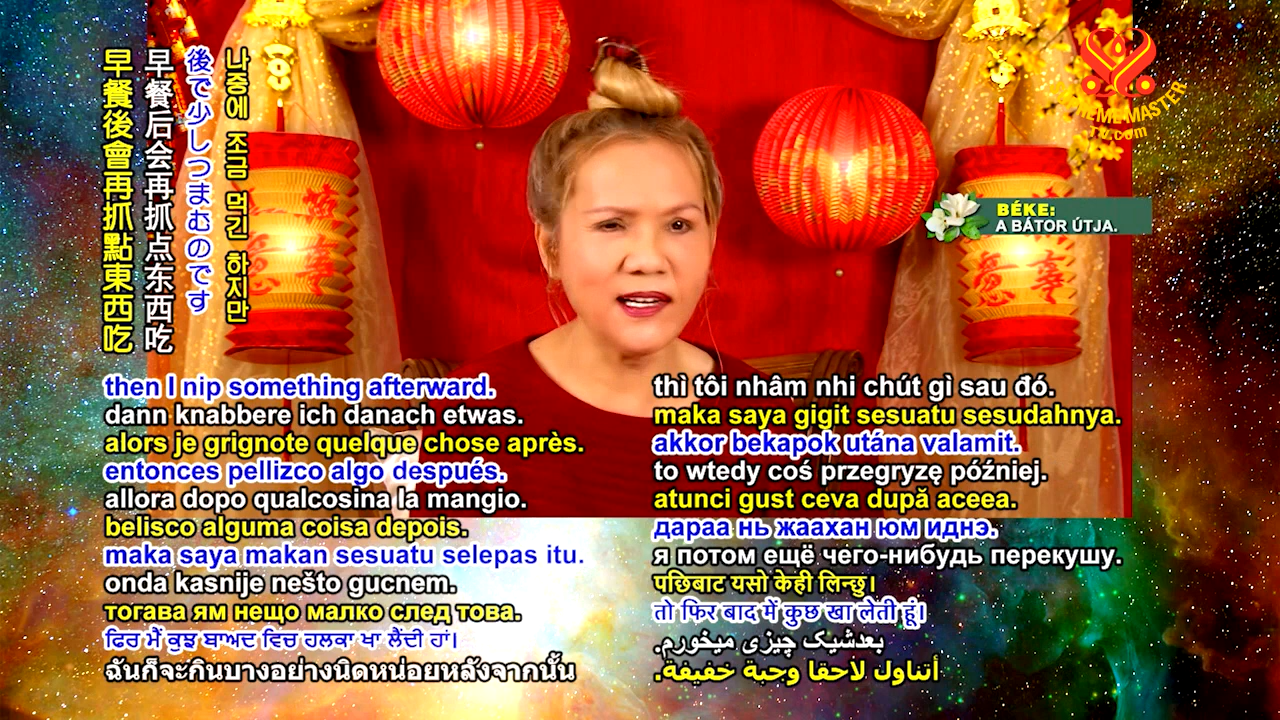 早餐後會再抓點東西吃
早餐后会再抓点东西吃
後で少しつまむのです
나중에 조금 먹긴 하지만
BÉKE:
A BÁTOR ÚTJA.
then I nip something afterward.
dann knabbere ich danach etwas.
alors je grignote quelque chose après.
entonces pellizco algo después.
allora dopo qualcosina la mangio.
belisco alguma coisa depois.
maka saya makan sesuatu selepas itu.
onda kasnije nešto gucnem.
тогава ям нещо малко след това.
ਫਿਰ ਮੈਂ ਕੁਝ ਬਾਅਦ ਵਿਚ ਹਲਕਾ ਖਾ ਲੈਂਦੀ ਹਾਂ।
ฉันก็จะกินบางอย่างนิดหน่อยหลังจากนั้น
thì tôi nhâm nhi chút gì sau đó.
maka saya gigit sesuatu sesudahnya.
akkor bekapok utána valamit.
to wtedy coś przegryzę później.
atunci gust ceva după aceea.
дараа нь жаахан юм иднэ.
я потом ещё чего-нибудь перекушу.
पछिबाट यसो केही लिन्छु।
तो फिर बाद में कुछ खा लेती हूं।
بعدشیک چیزی میخورم.
أتناول لاحقا وجبة خفيفة.